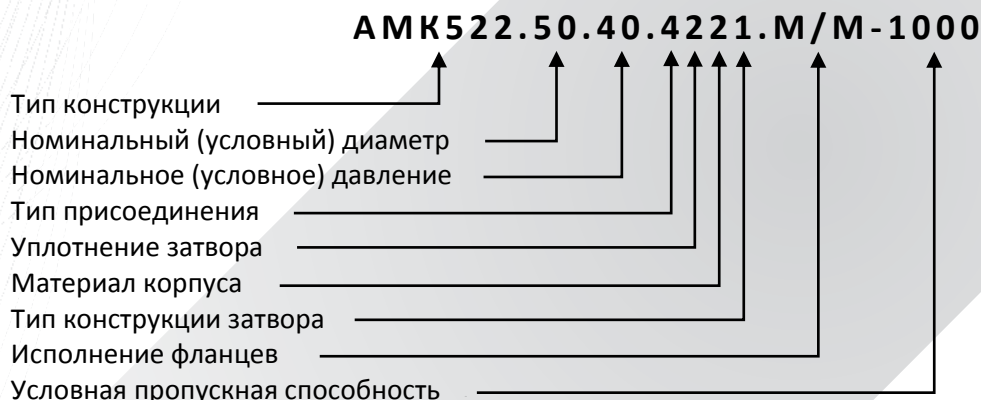 АМК522.50.40.4221.М/М-1000
Тип конструкции
Номинальный (условный) диаметр
Номинальное (условное) давление
Тип присоединения
Уплотнение затвора
Материал корпуса
Тип конструкции затвора
Исполнение фланцев
Условная пропускная способность